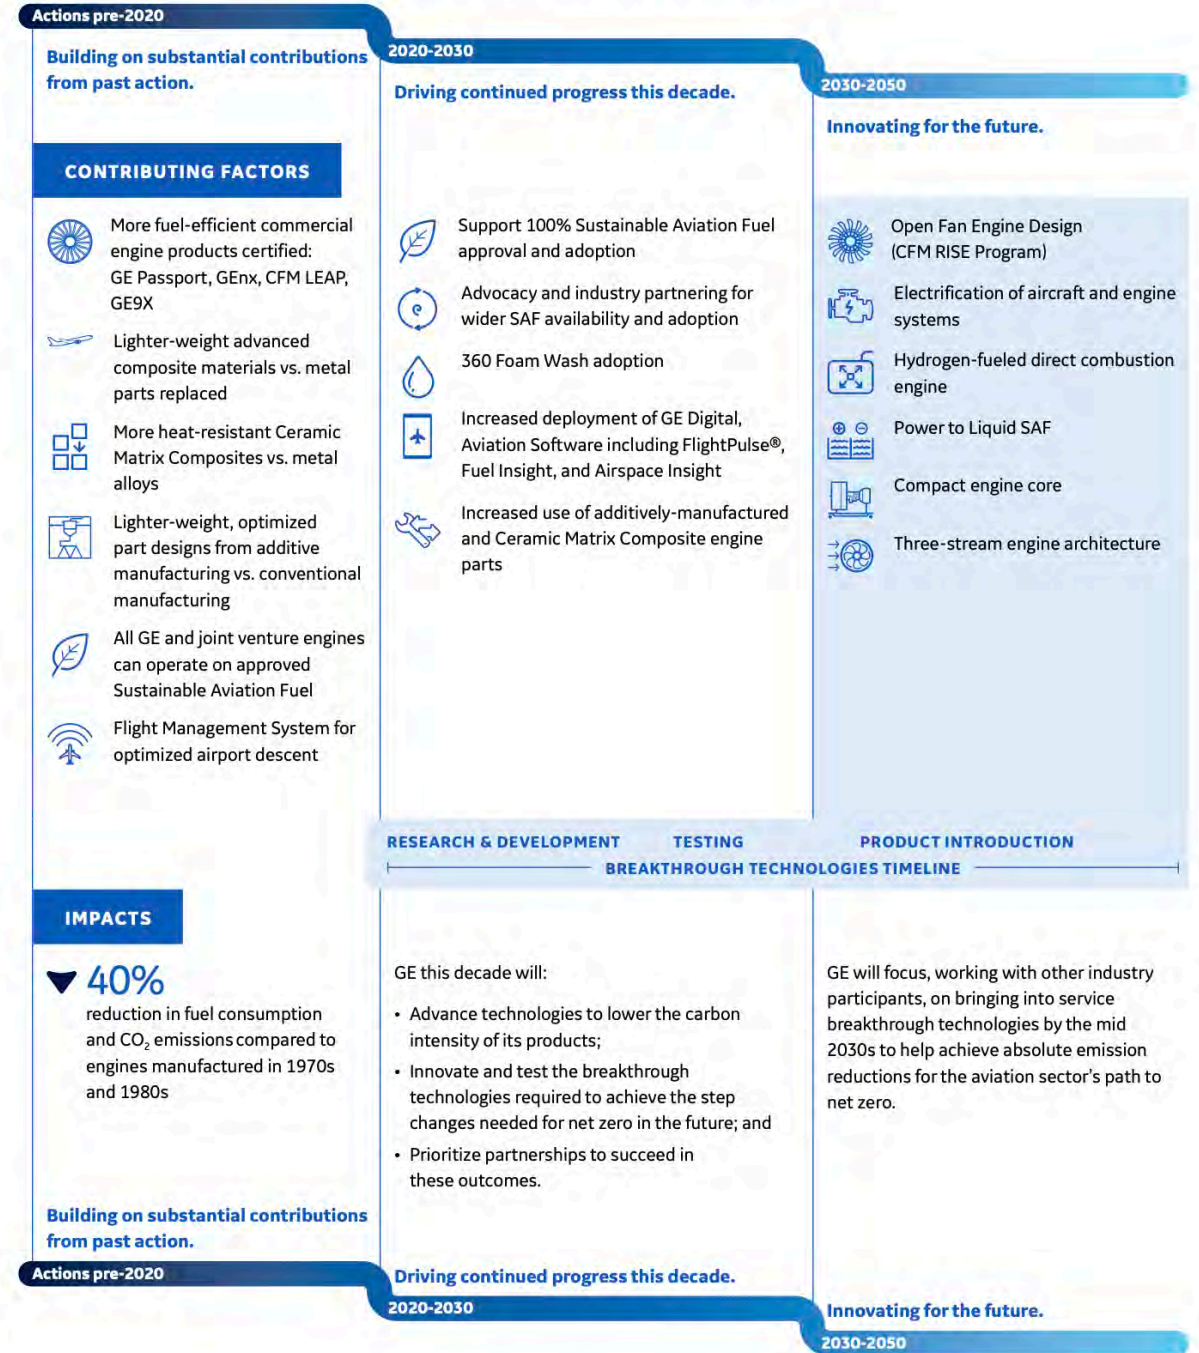 Actions pre-2020
Building on substantial contributions
from past action.
2020-2030
Driving continued progress this decade.
2030-2050
Innovating for the future.
CONTRIBUTING FACTORS
More fuel-efficient commercial
engine products certified:
GE Passport, GEnx, CFM LEAP,
GE9X
Lighter-weight advanced
composite materials vs. metal
parts replaced
More heat-resistant Ceramic
Matrix Composites vs. metal
alloys
Lighter-weight, optimized
part designs from additive
manufacturing vs. conventional
manufacturing
All GE and joint venture engines
can operate on approved
Sustainable Aviation Fuel
Flight Management System for
optimized airport descent
Support 100% Sustainable Aviation Fuel
approval and adoption
Advocacy and industry partnering for
wider SAF availability and adoption
360 Foam Wash adoption
Increased deployment of GE Digital,
Aviation Software including FlightPulse®,
Fuel Insight, and Airspace Insight
Increased use of additively-manufactured
and Ceramic Matrix Composite engine
parts
Open Fan Engine Design
(CFM RISE Program)
Electrification of aircraft and engine
systems
Hydrogen-fueled direct combustion
engine
Power to Liquid SAF
Compact engine core
Three-stream engine architecture
RESEARCH & DEVELOPMENT TESTING PRODUCT INTRODUCTION
BREAKTHROUGH TECHNOLOGIES TIMELINE
IMPACTS
40%
reduction in fuel consumption
and CO₂ emissions compared to
engines manufactured in 1970s
and 1980s
GE this decade will:
• Advance technologies to lower the carbon
intensity of its products;
• Innovate and test the breakthrough
technologies required to achieve the step
changes needed for net zero in the future; and
• Prioritize partnerships to succeed in
these outcomes.
GE will focus, working with other industry
participants, on bringing into service
breakthrough technologies by the mid
2030s to help achieve absolute emission
reductions for the aviation sector's path to
net zero.
Building on substantial contributions
from past action.
Actions pre-2020
Driving continued progress this decade.
2020-2030
Innovating for the future.
2030-2050